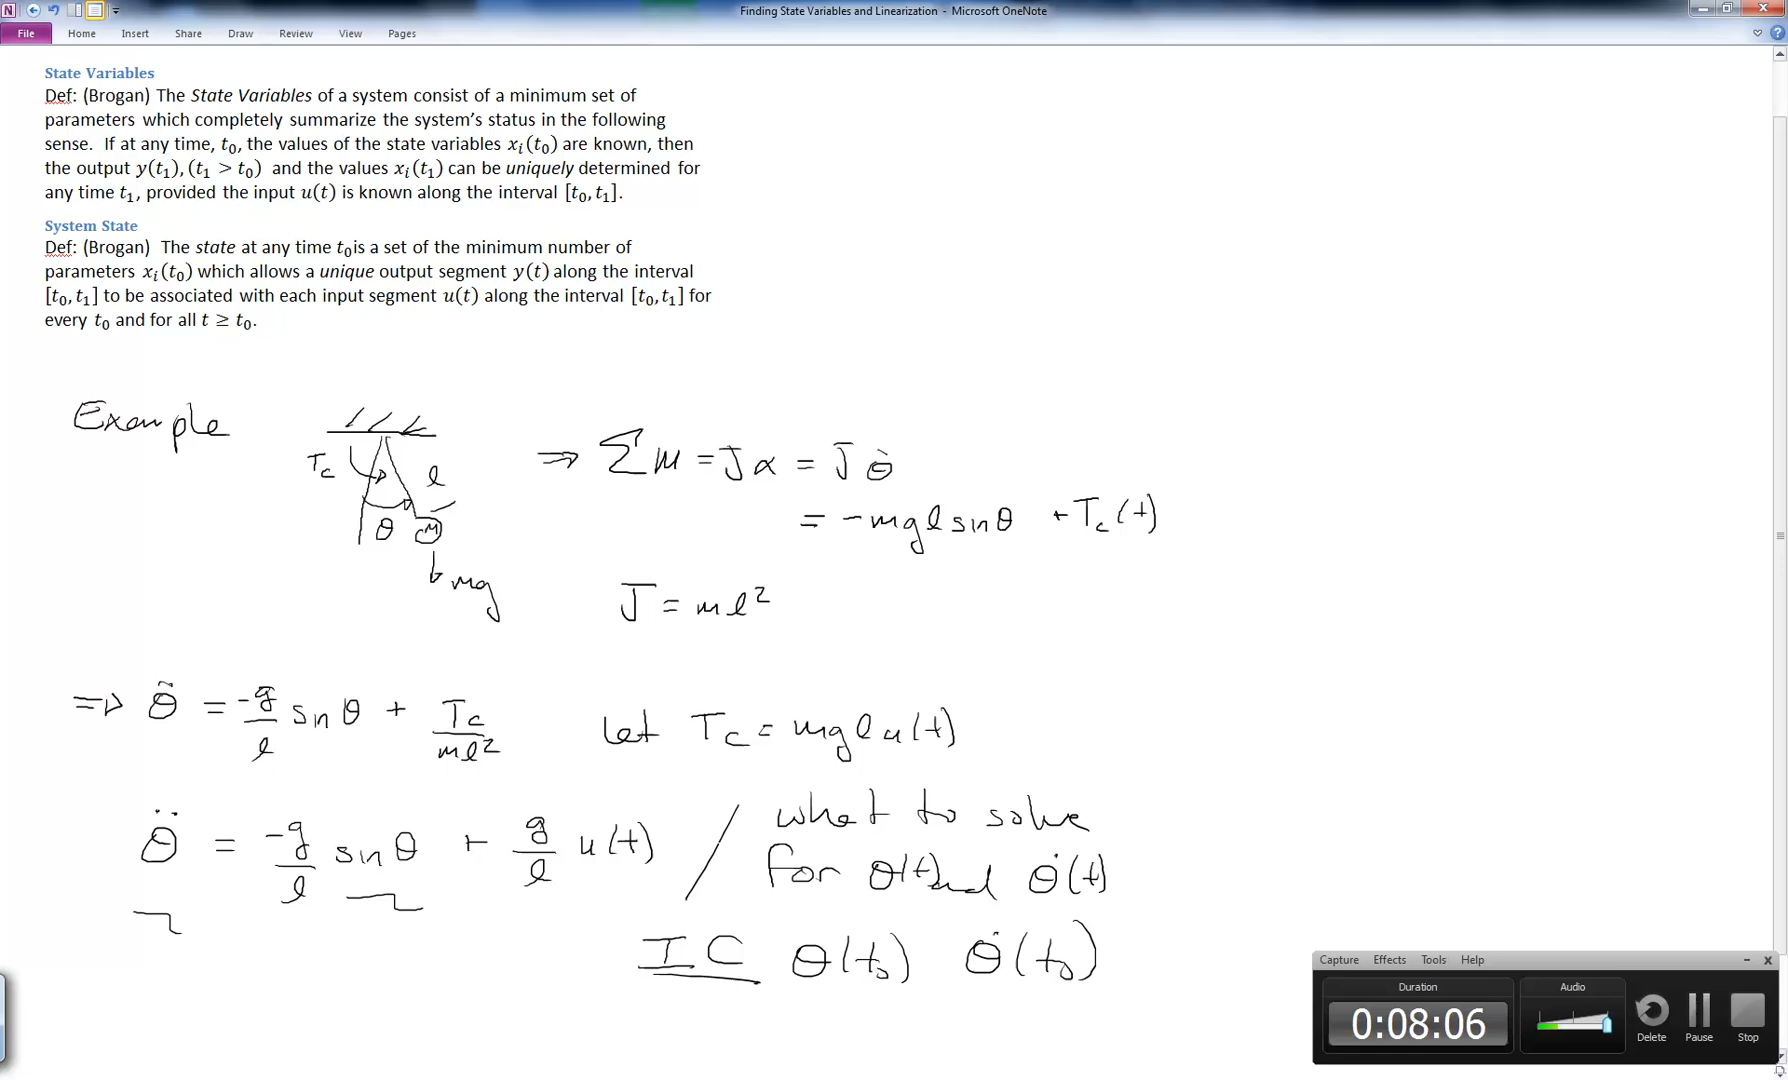 Finding State Variables and Linearization - Microsoft OneNote
File Home Insert Share Draw Review View Pages
State Variables
Def: (Brogan) The State Variables of a system consist of a minimum set of
parameters which completely summarize the system's status in the following
sense. If at any time, t₀, the values of the state variables xᵢ(t₀) are known, then
the output y(t₁), (t₁ > t₀) and the values xᵢ(t₁) can be uniquely determined for
any time t₁, provided the input u(t) is known along the interval [t₀, t₁].
System State
Def: (Brogan) The state at any time t₀is a set of the minimum number of
parameters xᵢ(t₀) which allows a unique output segment y(t) along the interval
[t₀, t₁] to be associated with each input segment u(t) along the interval [t₀, t₁] for
every t₀ and for all t ≥ t₀.
Example
Tc
l
θ
M
mg
⇒ ΣM = Jα = Jθ̈
= -mglsinθ + Tc(t)
J = ml²
⇒ θ̈ = -g/l sinθ + Tc/ml²
let Tc = mglu(t)
θ̈ = -g/l sinθ + g/l u(t) /
what to solve
for θ(t)and θ̇(t)
IC θ(t₀) θ̇(t₀)
Capture Effects Tools Help
Duration
Audio
0:08:06
Delete Pause Stop